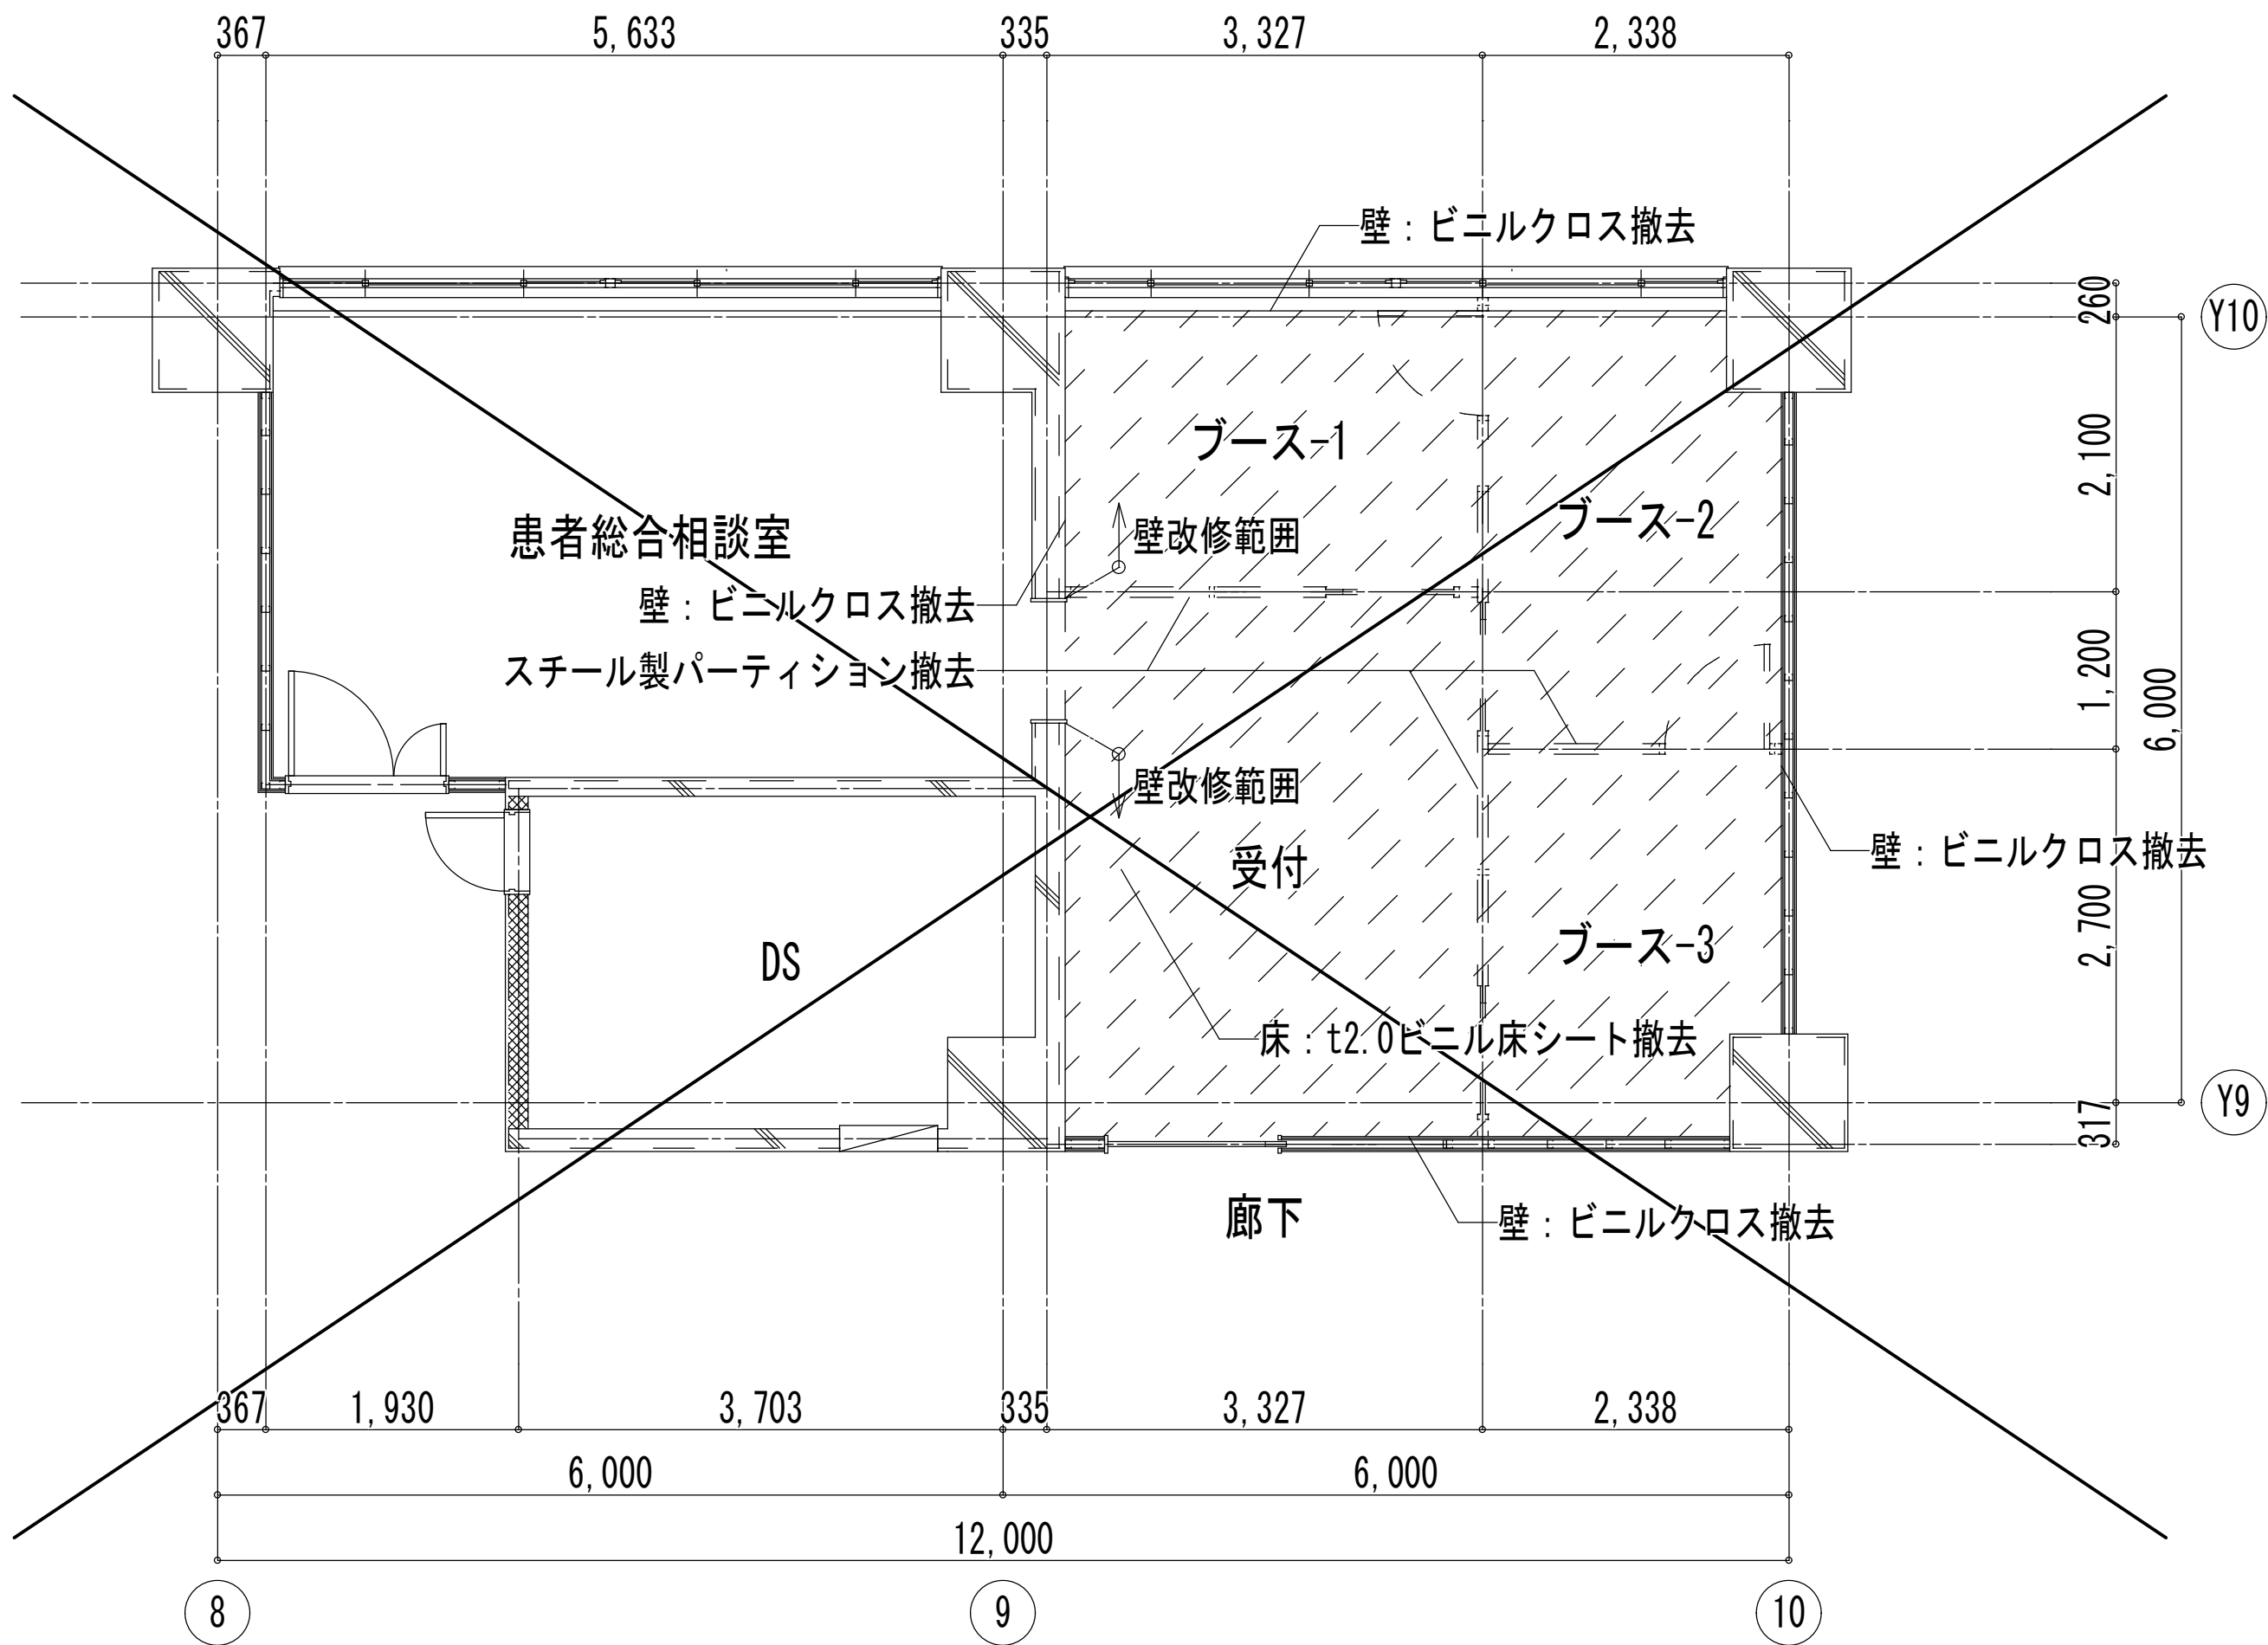 367
5,633
335
3,327
2,338
壁：ビニルクロス撤去
260
Y10
ブース-1
2,100
患者総合相談室
壁改修範囲
ブース-2
壁：ビニルクロス撤去
スチール製パーティション撤去
1,200
6,000
壁改修範囲
受付
壁：ビニルクロス撤去
DS
ブース-3
2,700
床：t2.0ビニル床シート撤去
317
Y9
廊下
壁：ビニルクロス撤去
367
1,930
3,703
335
3,327
2,338
6,000
6,000
12,000
8
9
10